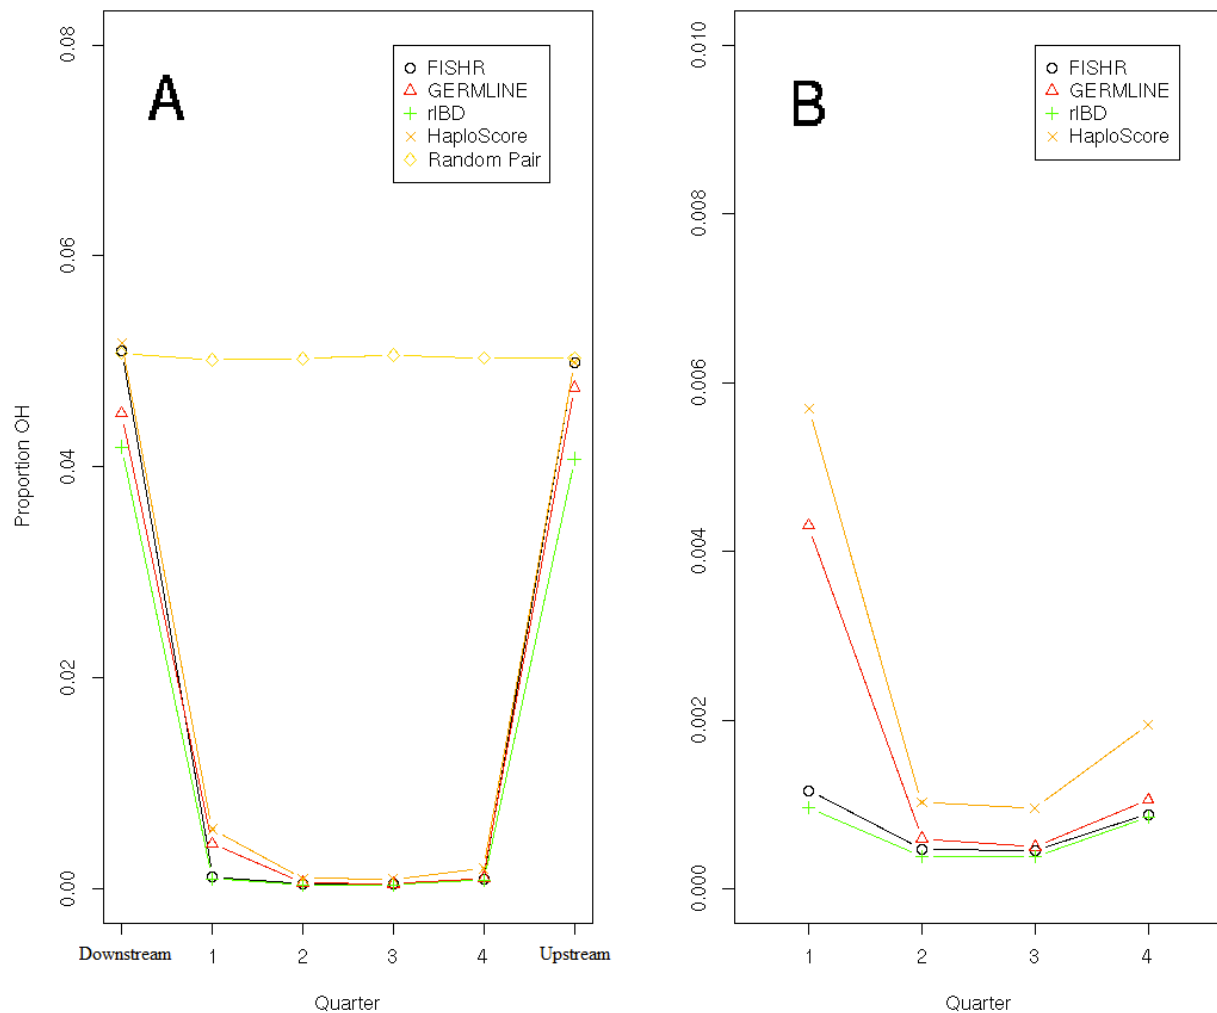 A
FISHR
GERMLINE
rIBD
HaploScore
Random Pair
Proportion OH
0.08
0.06
0.04
0.02
0.00
Downstream 1 2 3 4 Upstream
Quarter
B
FISHR
GERMLINE
rIBD
HaploScore
0.010
0.008
0.006
0.004
0.002
0.000
1 2 3 4
Quarter